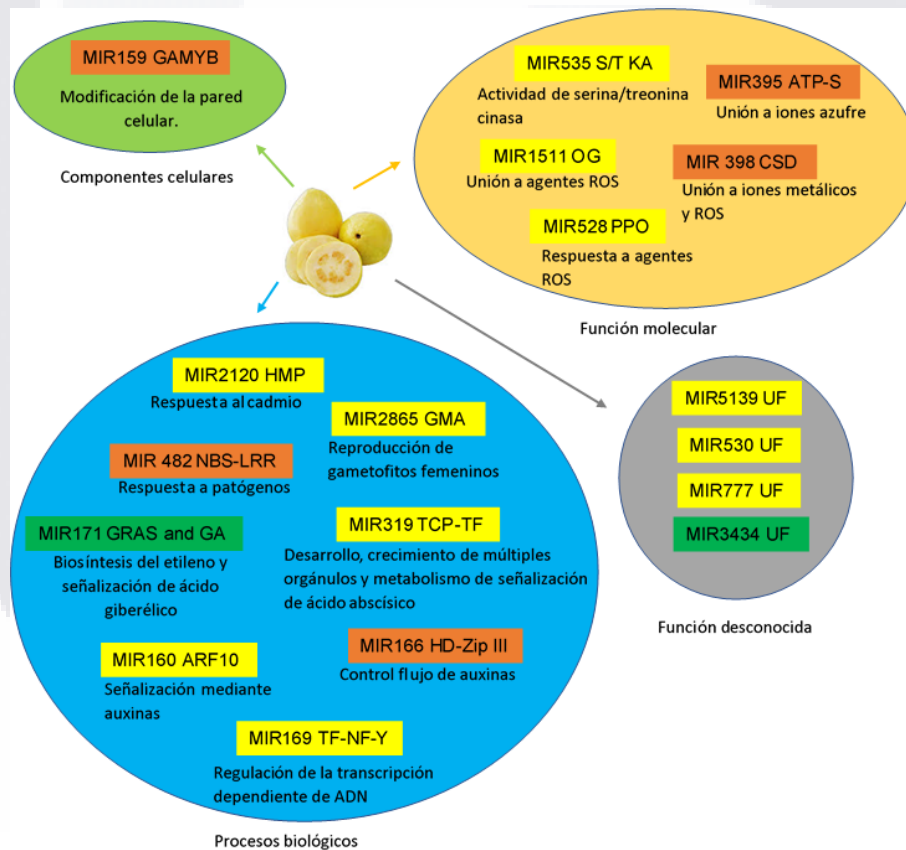 MIR159 GAMYB
Modificación de la pared
celular.
Componentes celulares
MIR535 S/T KA
Actividad de serina/treonina
cinasa
MIR395 ATP-S
Unión a iones azufre
MIR1511 OG
Unión a agentes ROS
MIR 398 CSD
Unión a iones metálicos
y ROS
MIR528 PPO
Respuesta a agentes
ROS
Función molecular
MIR2120 HMP
Respuesta al cadmio
MIR2865 GMA
Reproducción de
gametofitos femeninos
MIR 482 NBS-LRR
Respuesta a patógenos
MIR171 GRAS and GA
Biosíntesis del etileno y
señalización de ácido
giberélico
MIR319 TCP-TF
Desarrollo, crecimiento de múltiples
orgánulos y metabolismo de señalización
de ácido abscísico
MIR160 ARF10
Señalización mediante
auxinas
MIR166 HD-Zip III
Control flujo de auxinas
MIR169 TF-NF-Y
Regulación de la transcripción
dependiente de ADN
Procesos biológicos
MIR5139 UF
MIR530 UF
MIR777 UF
MIR3434 UF
Función desconocida